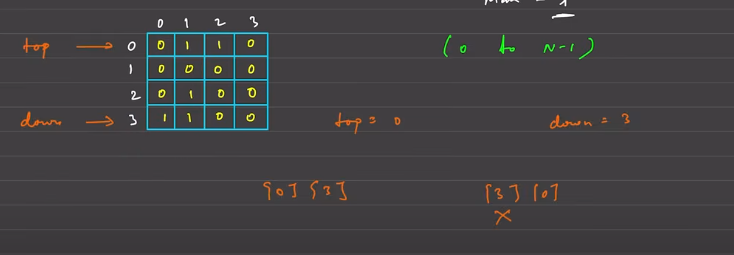 0 1 2 3
top → 0 0 1 1 0 (0 to N-1)
1 0 0 0 0
2 0 1 0 0
down → 3 1 1 0 0 top = 0 down = 3
[0] [3] [3] [0]
X